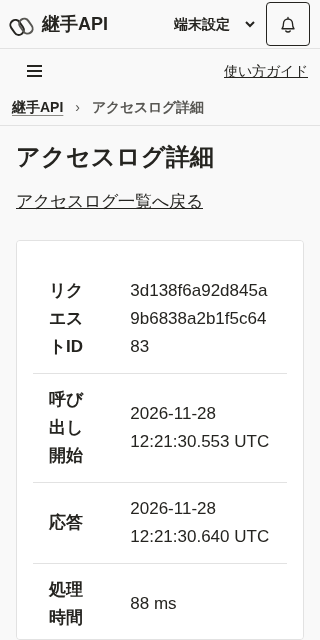 継手API
端末設定
使い方ガイド
継手API › アクセスログ詳細
アクセスログ詳細
アクセスログ一覧へ戻る
リク
エス
トID
3d138f6a92d845a
9b6838a2b1f5c64
83
呼び
出し
開始
2026-11-28
12:21:30.553 UTC
応答
2026-11-28
12:21:30.640 UTC
処理
時間
88 ms